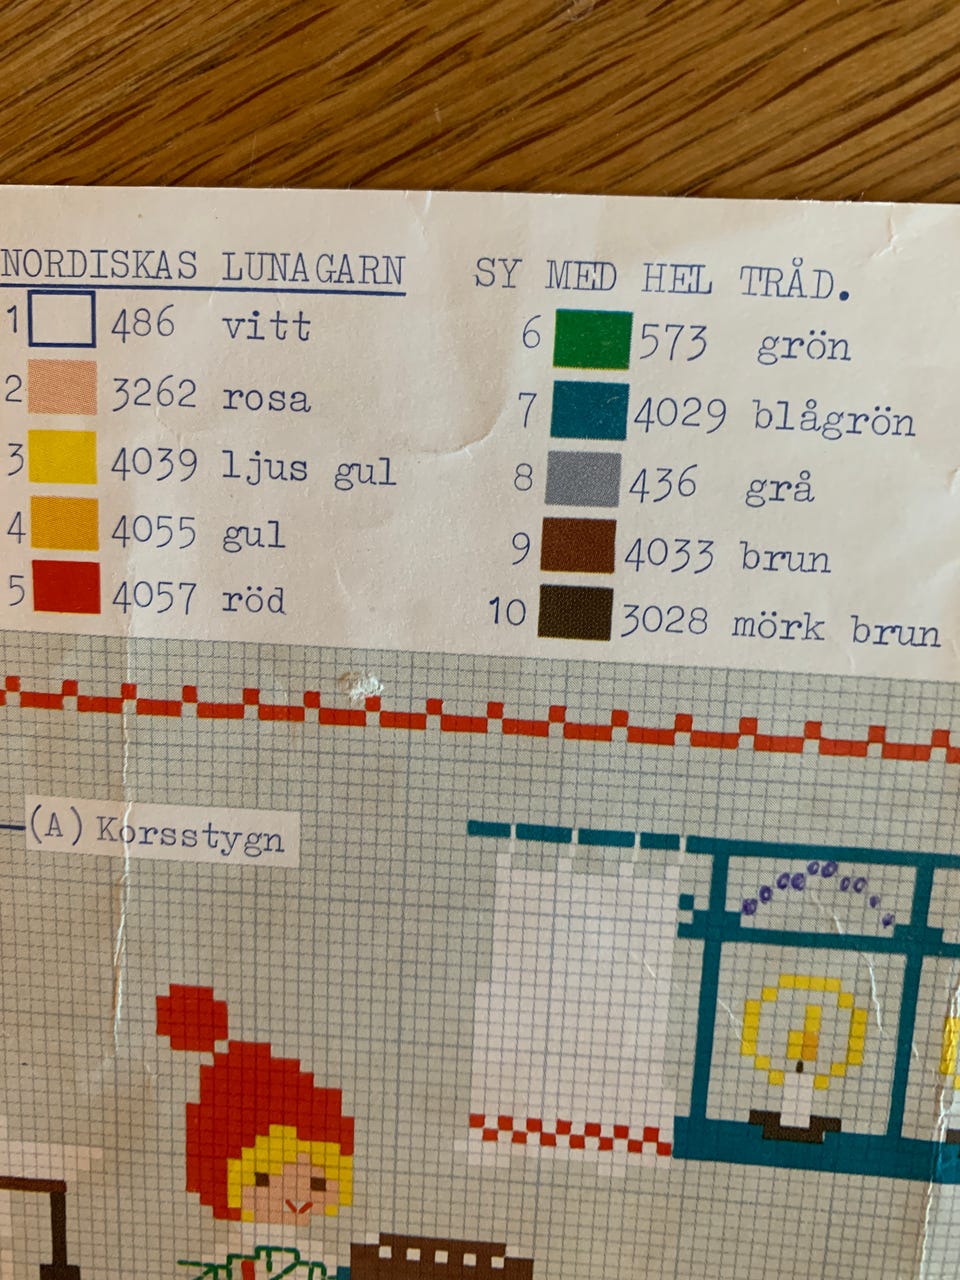 NORDISKAS LUNAGARN
1 486 vitt
2 3262 rosa
3 4039 ljus gul
4 4055 gul
5 4057 röd
SY MED HEL TRÅD.
6 573 grön
7 4029 blågrön
8 436 grå
9 4033 brun
10 3028 mörk brun
(A) Korsstygn